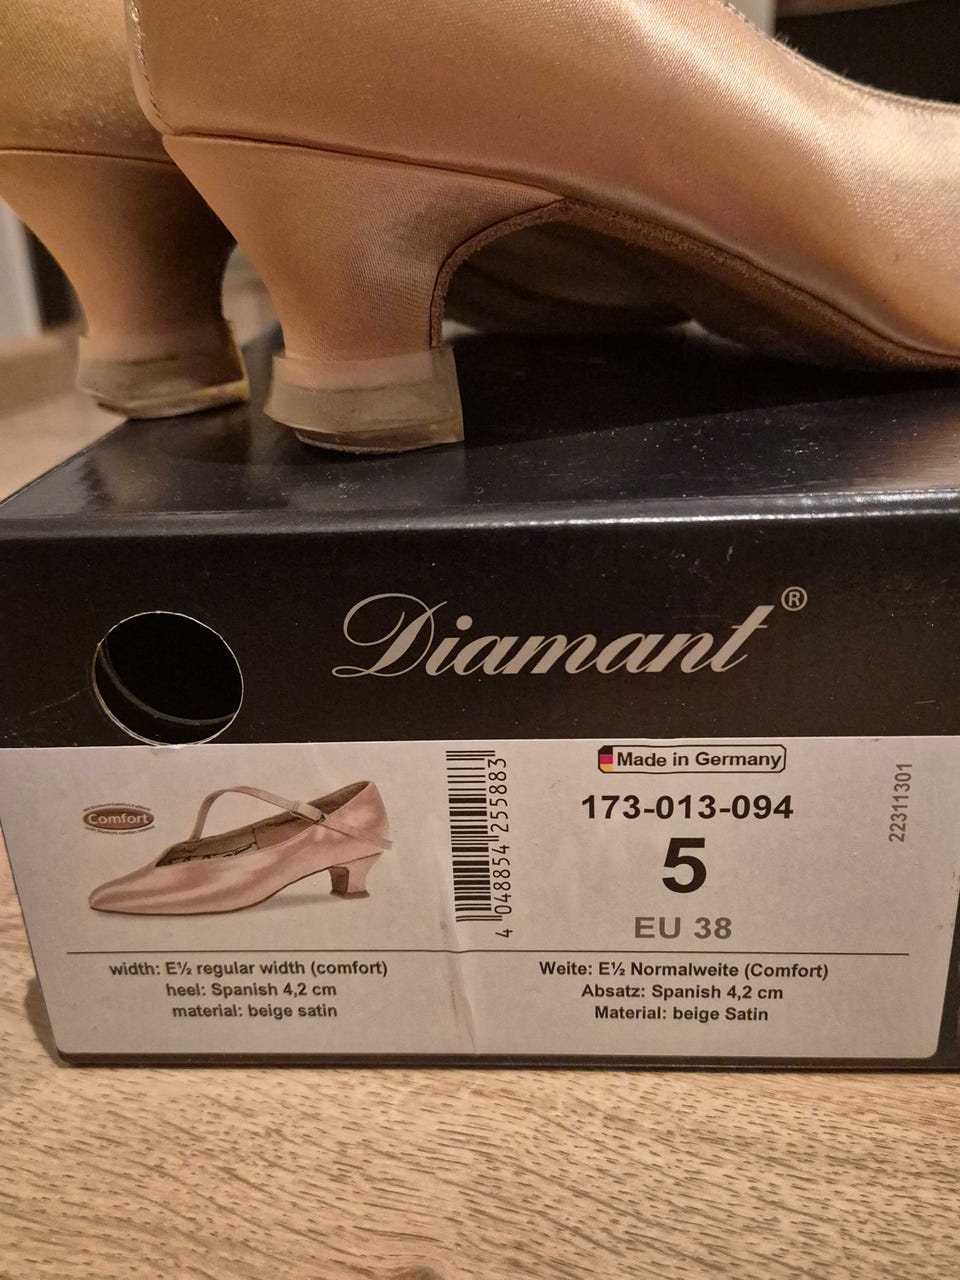 Diamant®
Made in Germany
173-013-094
5
EU 38
22311301
4 048854 255883
Comfort
width: E½ regular width (comfort)
heel: Spanish 4,2 cm
material: beige satin
Weite: E½ Normalweite (Comfort)
Absatz: Spanish 4,2 cm
Material: beige Satin